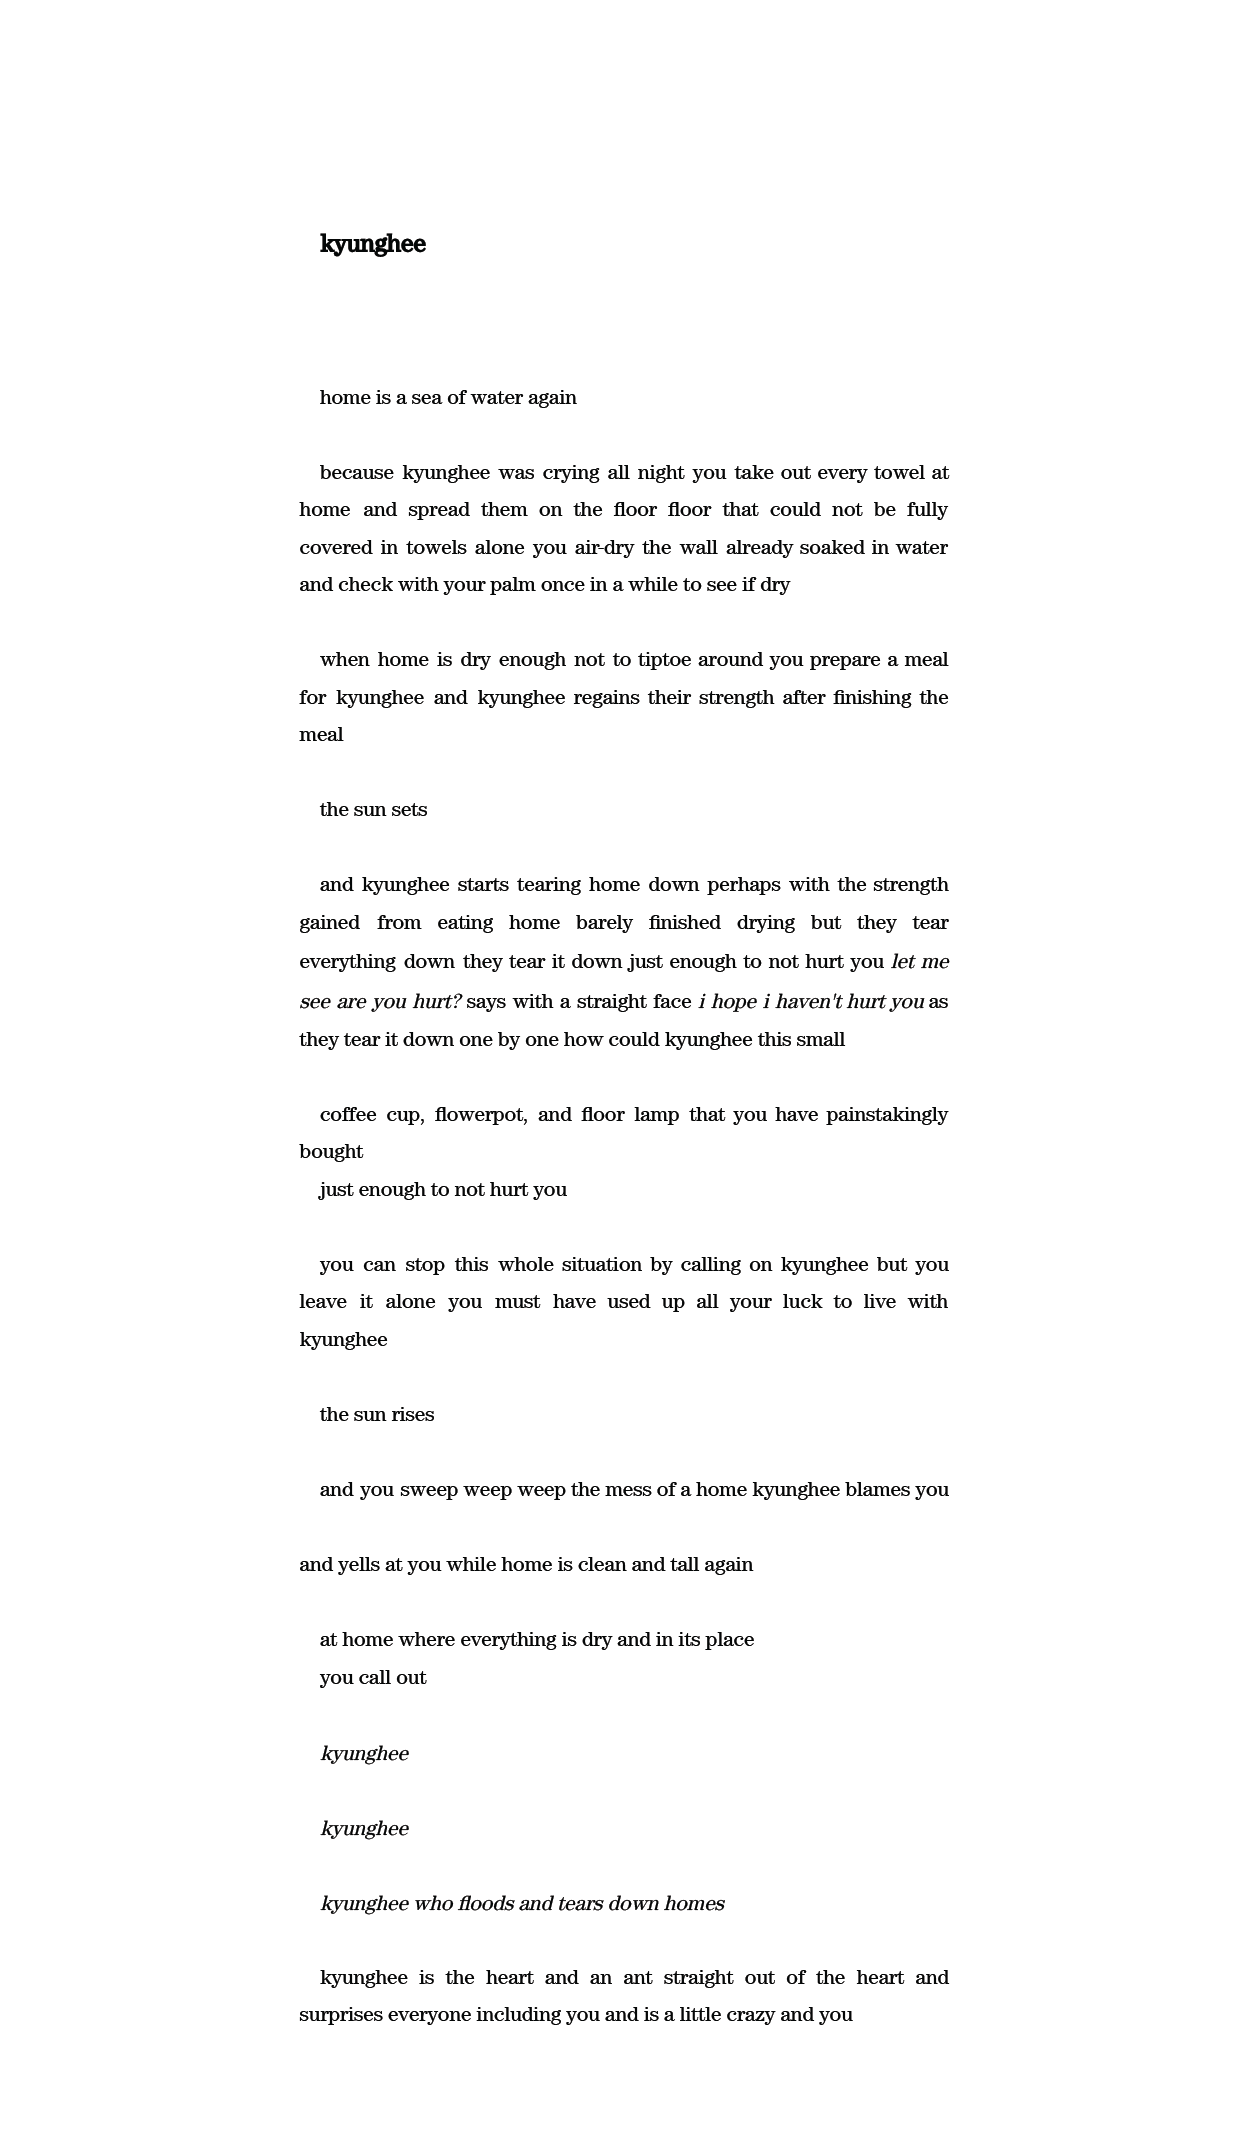 kyunghee
home is a sea of water again
because kyunghee was crying all night you take out every towel at
home and spread them on the floor floor that could not be fully
covered in towels alone you air-dry the wall already soaked in water
and check with your palm once in a while to see if dry
when home is dry enough not to tiptoe around you prepare a meal
for kyunghee and kyunghee regains their strength after finishing the
meal
the sun sets
and kyunghee starts tearing home down perhaps with the strength
gained from eating home barely finished drying but they tear
everything down they tear it down just enough to not hurt you let me
see are you hurt? says with a straight face i hope i haven't hurt you as
they tear it down one by one how could kyunghee this small
coffee cup, flowerpot, and floor lamp that you have painstakingly
bought
just enough to not hurt you
you can stop this whole situation by calling on kyunghee but you
leave it alone you must have used up all your luck to live with
kyunghee
the sun rises
and you sweep weep weep the mess of a home kyunghee blames you
and yells at you while home is clean and tall again
at home where everything is dry and in its place
you call out
kyunghee
kyunghee
kyunghee who floods and tears down homes
kyunghee is the heart and an ant straight out of the heart and
surprises everyone including you and is a little crazy and you